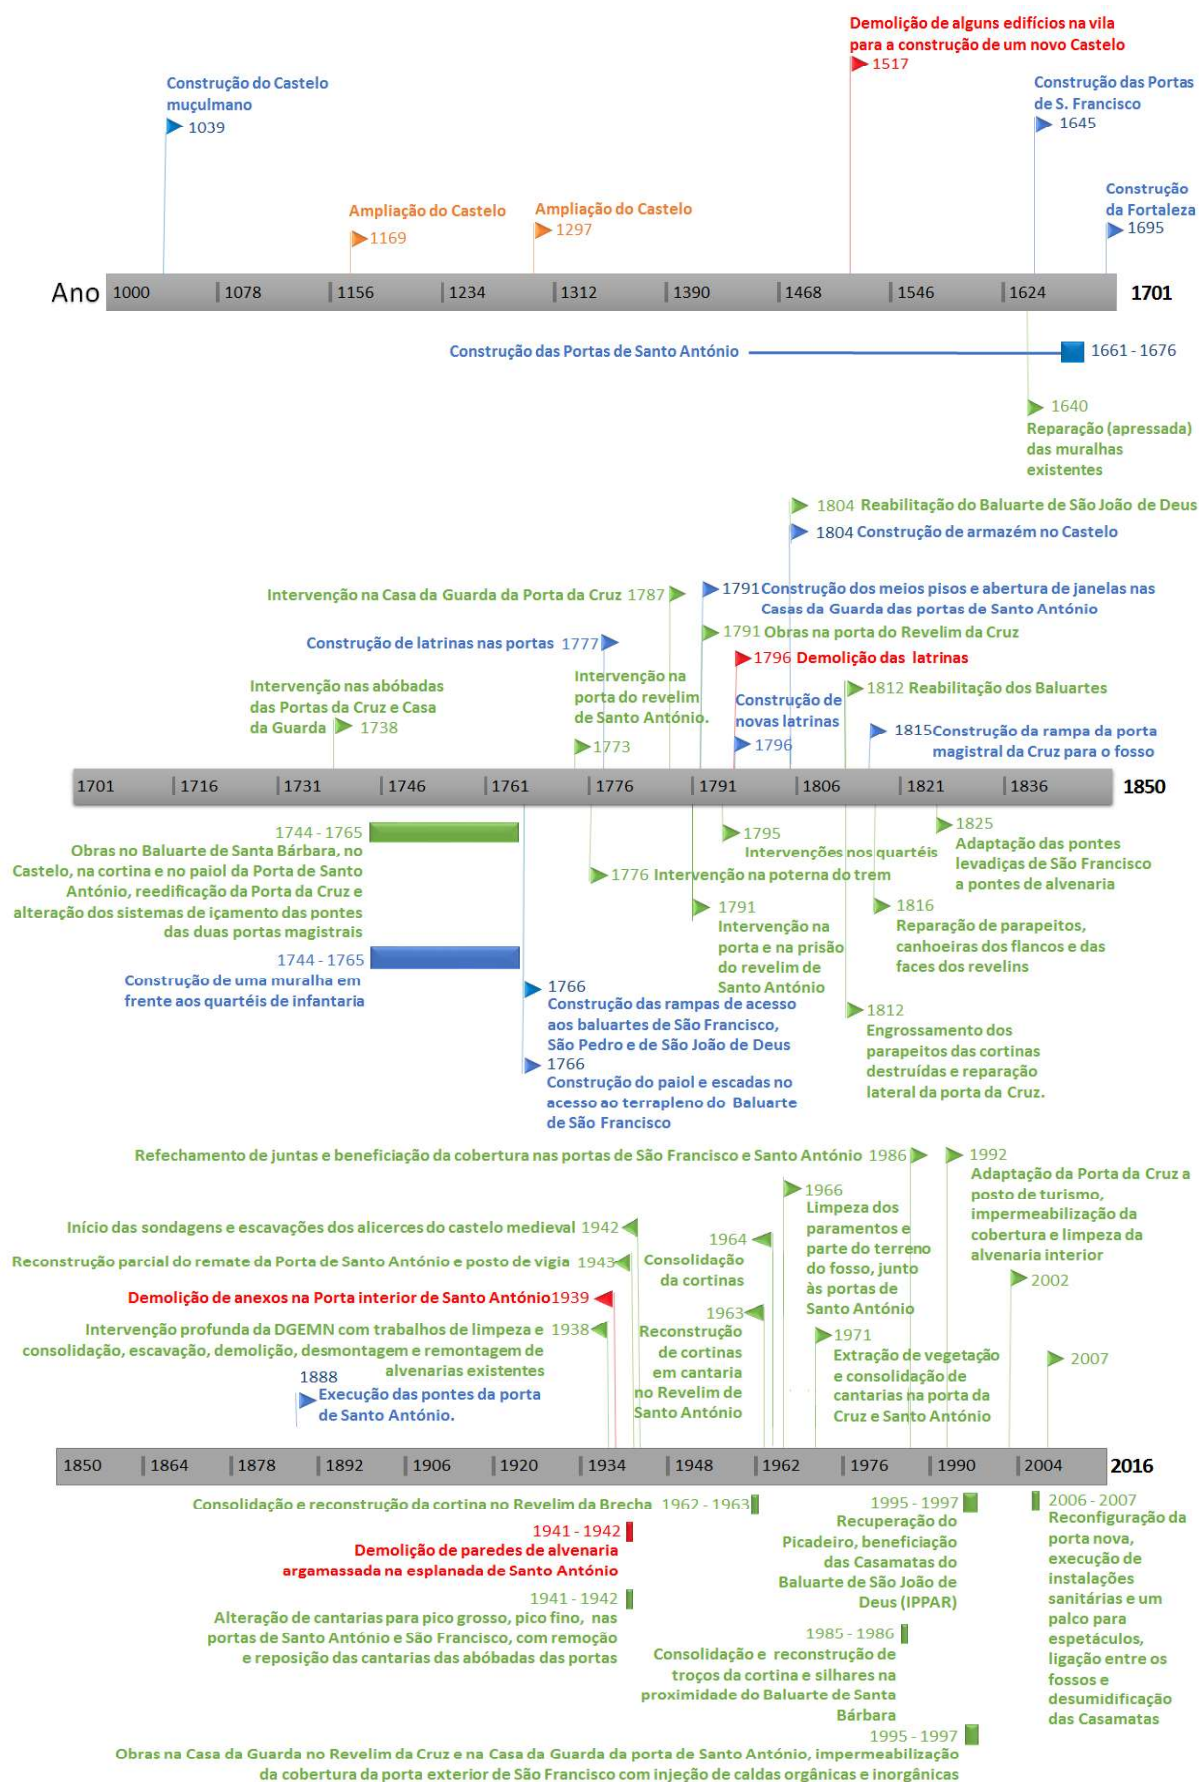 Demolição de alguns edifícios na vila
para a construção de um novo Castelo
1517
Construção do Castelo
muçulmano
1039
Construção das Portas
de S. Francisco
1645
Ampliação do Castelo
1169
Ampliação do Castelo
1297
Construção
da Fortaleza
1695
Ano 1000 1078 1156 1234 1312 1390 1468 1546 1624 1701
Construção das Portas de Santo António 1661 - 1676
1640
Reparação (apressada)
das muralhas
existentes
1804 Reabilitação do Baluarte de São João de Deus
1804 Construção de armazém no Castelo
Intervenção na Casa da Guarda da Porta da Cruz 1787
1791 Construção dos meios pisos e abertura de janelas nas
Casas da Guarda das portas de Santo António
1791 Obras na porta do Revelim da Cruz
Construção de latrinas nas portas 1777
1796 Demolição das latrinas
Intervenção nas abóbadas
das Portas da Cruz e Casa
da Guarda 1738
Intervenção na
porta do revelim
de Santo António.
1773
Construção de
novas latrinas
1796
1812 Reabilitação dos Baluartes
1815 Construção da rampa da porta
magistral da Cruz para o fosso
1701 1716 1731 1746 1761 1776 1791 1806 1821 1836 1850
1744 - 1765
Obras no Baluarte de Santa Bárbara, no
Castelo, na cortina e no paiol da Porta de Santo
António, reedificação da Porta da Cruz e
alteração dos sistemas de içamento das pontes
das duas portas magistrais
1744 - 1765
Construção de uma muralha em
frente aos quartéis de infantaria
1766
Construção das rampas de acesso
aos baluartes de São Francisco,
São Pedro e de São João de Deus
1766
Construção do paiol e escadas no
acesso ao terrapleno do Baluarte
de São Francisco
1776 Intervenção na poterna do trem
1795
Intervenções nos quartéis
1791
Intervenção na
porta e na prisão
do revelim de
Santo António
1825
Adaptação das pontes
levadiças de São Francisco
a pontes de alvenaria
1816
Reparação de parapeitos,
canhoeiras dos flancos e das
faces dos revelins
1812
Engrossamento dos
parapeitos das cortinas
destruídas e reparação
lateral da porta da Cruz.
Refechamento de juntas e beneficiação da cobertura nas portas de São Francisco e Santo António 1986
1992
Adaptação da Porta da Cruz a
posto de turismo,
impermeabilização da
cobertura e limpeza da
alvenaria interior
Início das sondagens e escavações dos alicerces do castelo medieval 1942
Reconstrução parcial do remate da Porta de Santo António e posto de vigia 1943
Demolição de anexos na Porta interior de Santo António 1939
Intervenção profunda da DGEMN com trabalhos de limpeza e 1938
consolidação, escavação, demolição, desmontagem e remontagem de
alvenarias existentes
1888
Execução das pontes da porta
de Santo António.
1964
Consolidação
da cortinas
1963
Reconstrução
de cortinas
em cantaria
no Revelim de
Santo António
1966
Limpeza dos
paramentos e
parte do terreno
do fosso, junto
às portas de
Santo António
1971
Extração de vegetação
e consolidação de
cantarias na porta da
Cruz e Santo António
2002
2007
1850 1864 1878 1892 1906 1920 1934 1948 1962 1976 1990 2004 2016
Consolidação e reconstrução da cortina no Revelim da Brecha 1962 - 1963
1941 - 1942
Demolição de paredes de alvenaria
argamassada na esplanada de Santo António
1941 - 1942
Alteração de cantarias para pico grosso, pico fino, nas
portas de Santo António e São Francisco, com remoção
e reposição das cantarias das abóbadas das portas
1995 - 1997
Recuperação do
Picadeiro, beneficiação
das Casamatas do
Baluarte de São João de
Deus (IPPAR)
1985 - 1986
Consolidação e reconstrução de
troços da cortina e silhares na
proximidade do Baluarte de Santa
Bárbara
2006 - 2007
Reconfiguração da
porta nova,
execução de
instalações
sanitárias e um
palco para
espetáculos,
ligação entre os
fossos e
desumidificação
das Casamatas
1995 - 1997
Obras na Casa da Guarda no Revelim da Cruz e na Casa da Guarda da porta de Santo António, impermeabilização
da cobertura da porta exterior de São Francisco com injeção de caldas orgânicas e inorgânicas